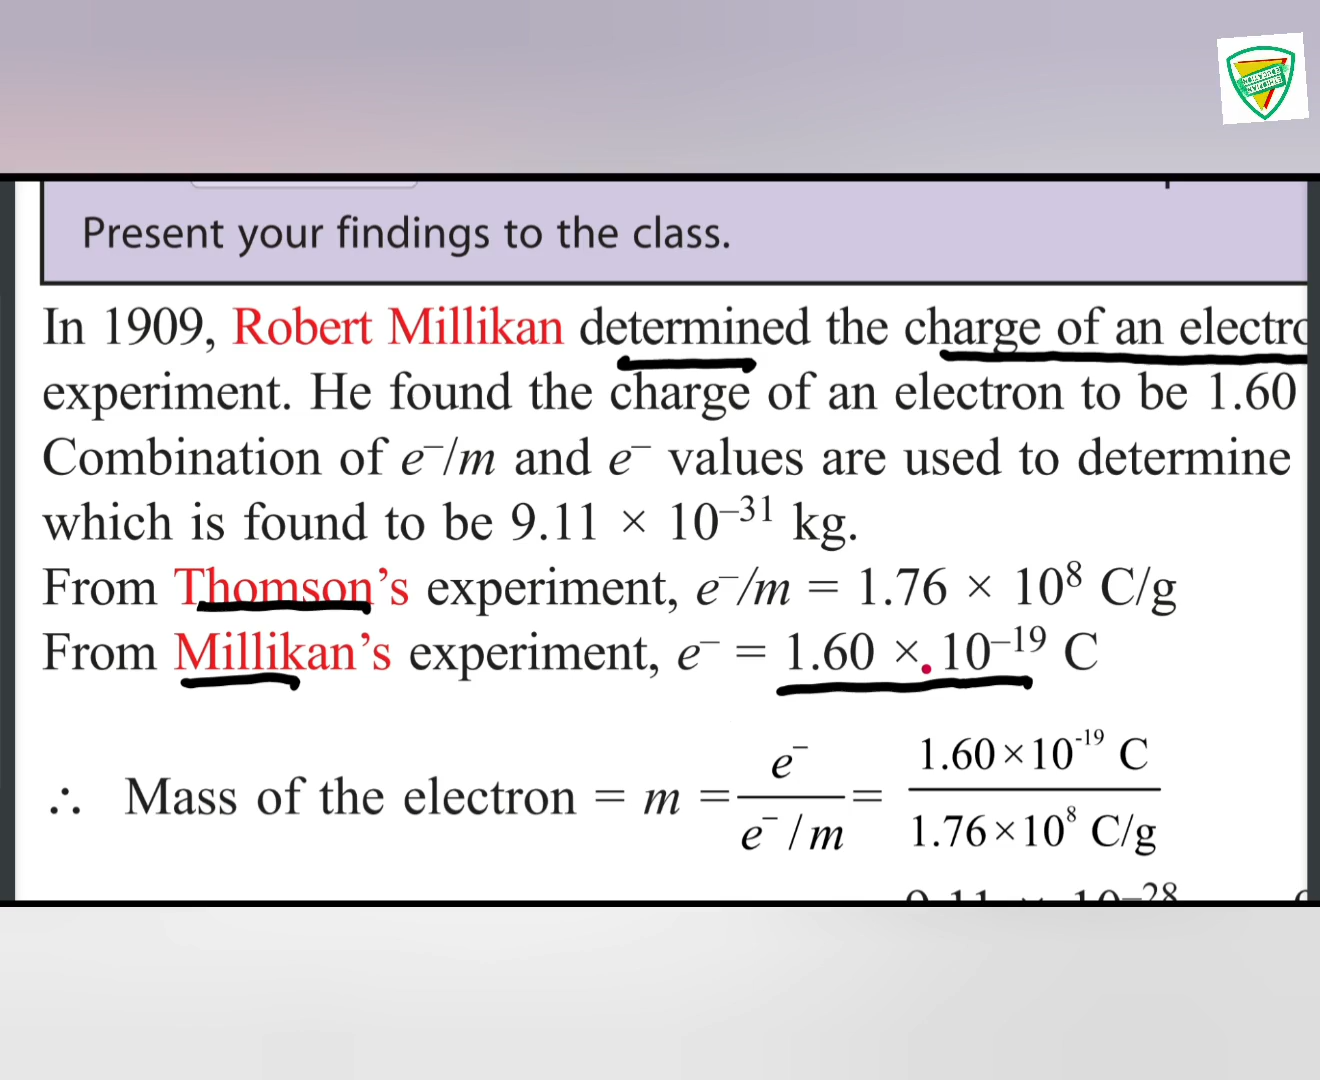 Present your findings to the class.
In 1909, Robert Millikan determined the charge of an electro
experiment. He found the charge of an electron to be 1.60
Combination of e⁻/m and e⁻ values are used to determine
which is found to be 9.11 × 10⁻³¹ kg.
From Thomson's experiment, e⁻/m = 1.76 × 10⁸ C/g
From Millikan's experiment, e⁻ = 1.60 × 10⁻¹⁹ C
∴ Mass of the electron = m = e⁻ / (e⁻/m) = 1.60×10⁻¹⁹ C / 1.76×10⁸ C/g